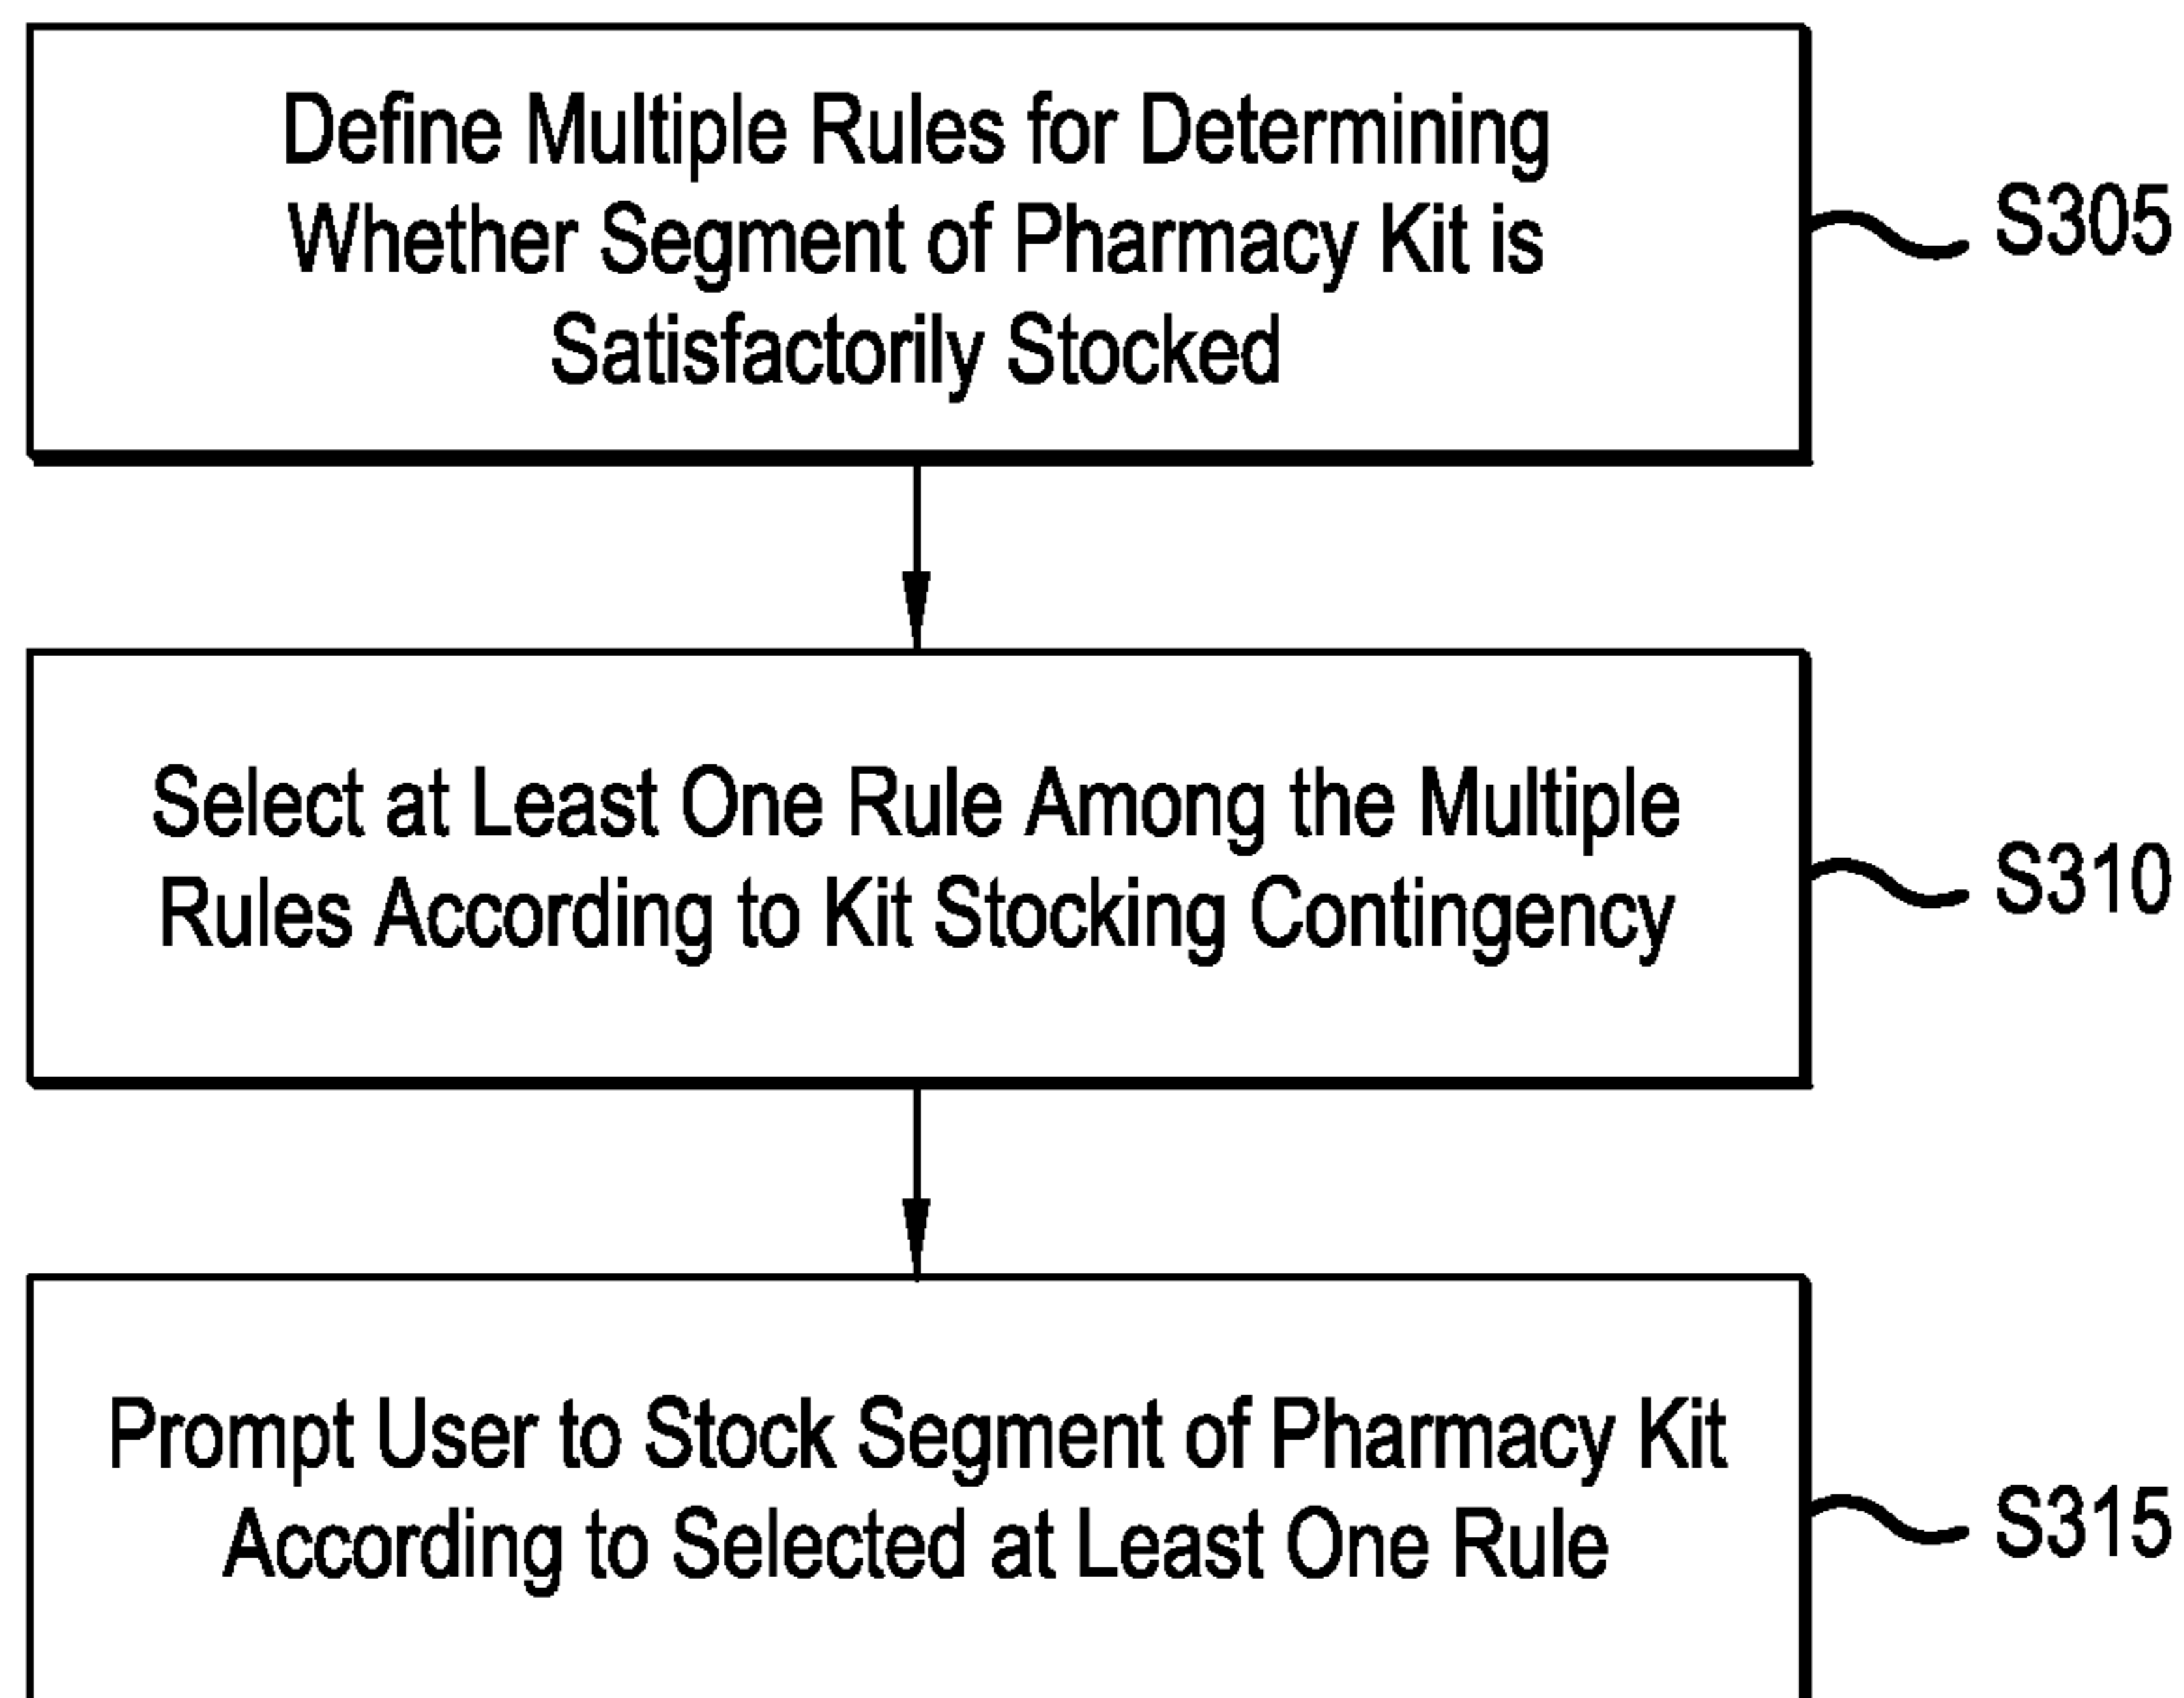 Define Multiple Rules for Determining
Whether Segment of Pharmacy Kit is
Satisfactorily Stocked
S305
Select at Least One Rule Among the Multiple
Rules According to Kit Stocking Contingency
S310
Prompt User to Stock Segment of Pharmacy Kit
According to Selected at Least One Rule
S315